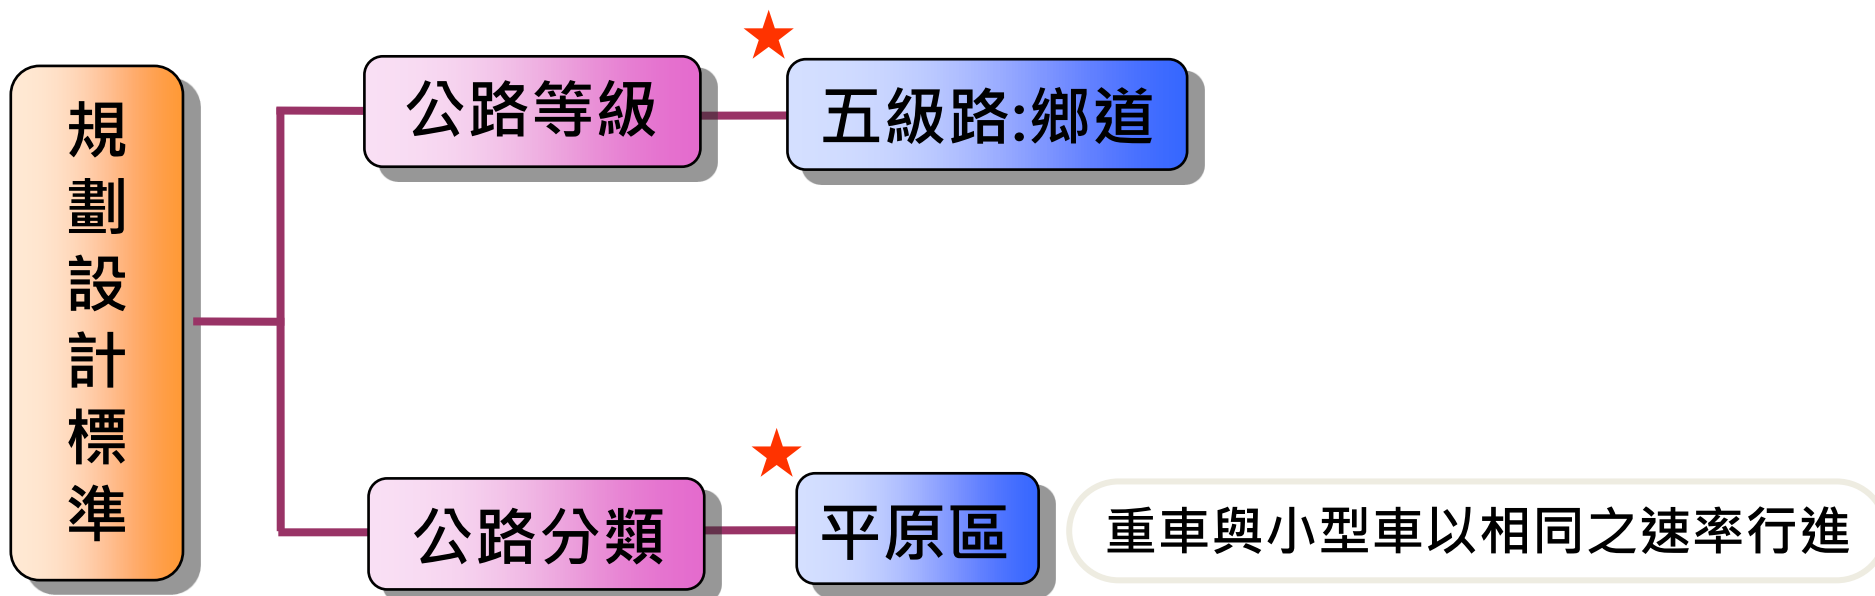 規劃設計標準
公路等級
五級路:鄉道
公路分類
平原區
重車與小型車以相同之速率行進